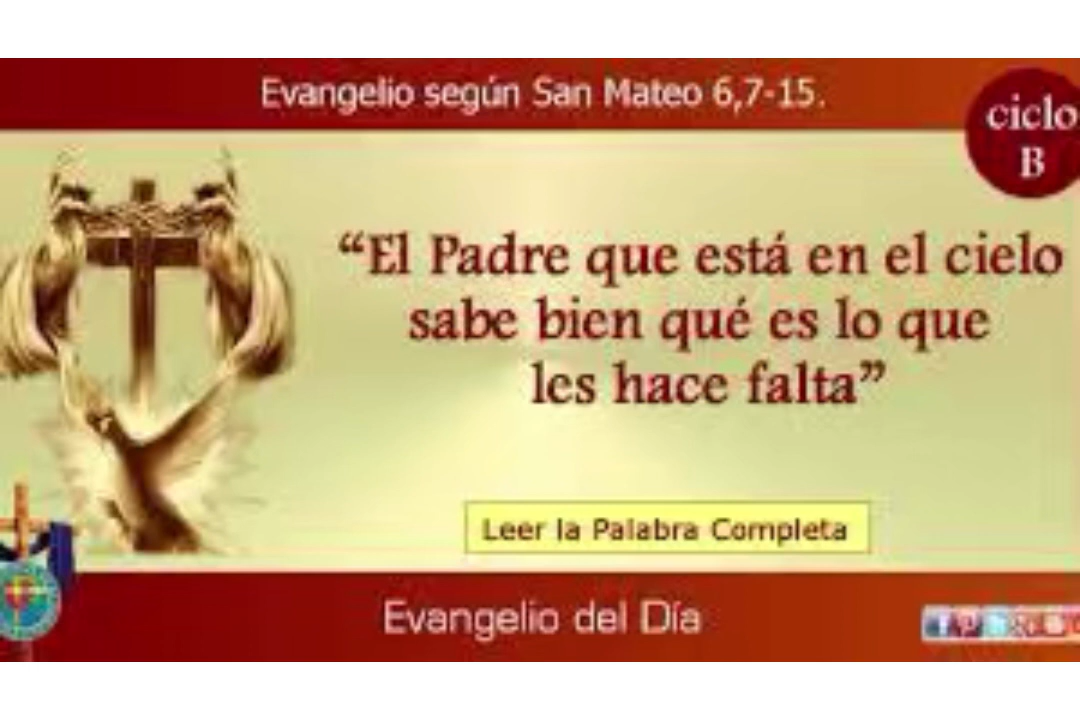 Evangelio según San Mateo 6,7-15.
ciclo
B
“El Padre que está en el cielo
sabe bien qué es lo que
les hace falta”
Leer la Palabra Completa
Evangelio del Día